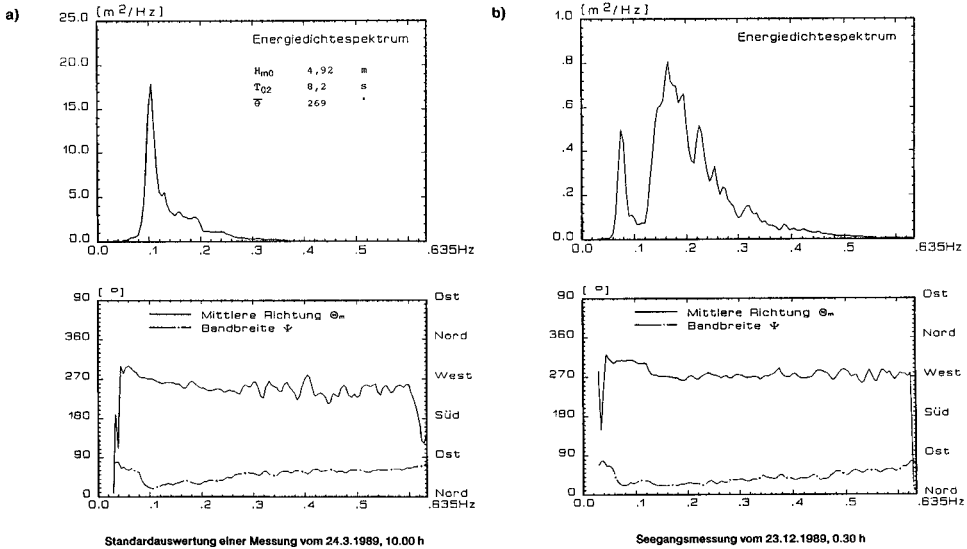 a)
[m²/Hz]
25.0
20.0
15.0
10.0
5.0
0.0
Energiedichtespektrum
Hm0 4,92 m
T02 8,2 s
θ̅ 269 °
0.0 .1 .2 .3 .4 .5 .635Hz
[°]
90
360
270
180
90
0
Mittlere Richtung Θm
Bandbreite Ψ
Ost
Nord
West
Süd
Ost
Nord
0.0 .1 .2 .3 .4 .5 .635Hz
Standardauswertung einer Messung vom 24.3.1989, 10.00 h
b)
[m²/Hz]
1.0
.8
.6
.4
.2
0.0
Energiedichtespektrum
0.0 .1 .2 .3 .4 .5 .635Hz
[°]
90
360
270
180
90
0
Mittlere Richtung Θm
Bandbreite Ψ
Ost
Nord
West
Süd
Ost
Nord
0.0 .1 .2 .3 .4 .5 .635Hz
Seegangsmessung vom 23.12.1989, 0.30 h